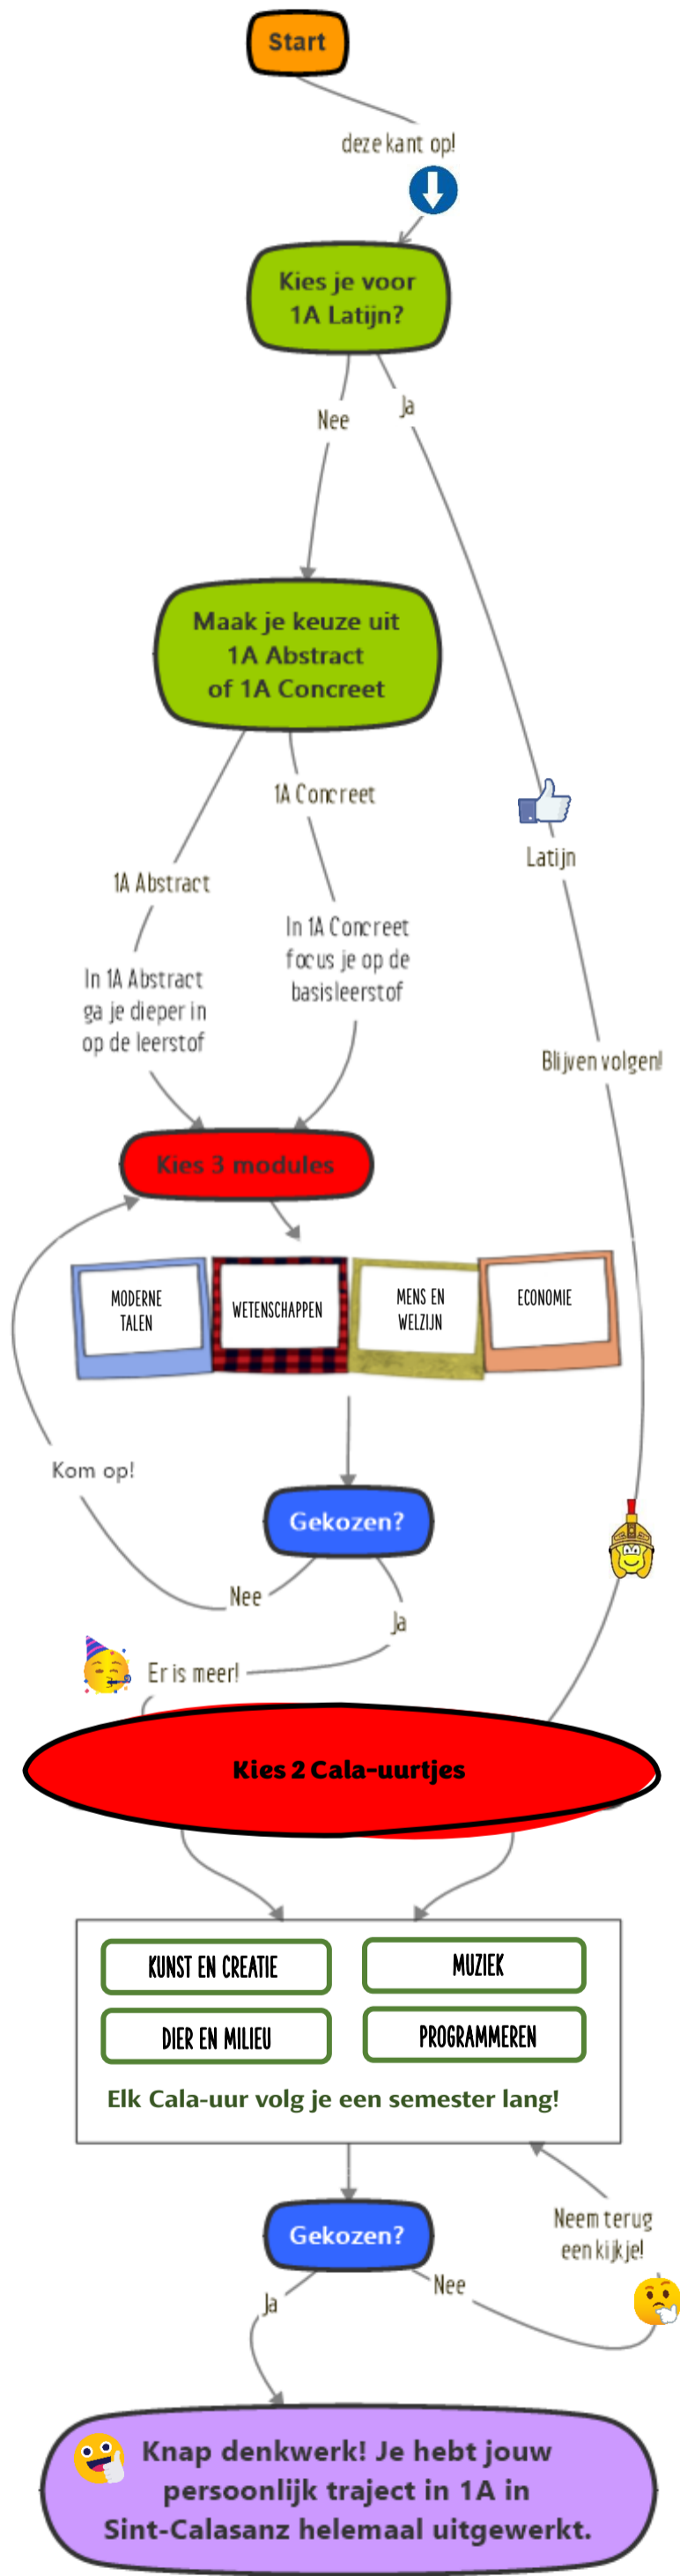 Start
deze kant op!
Kies je voor
1A Latijn?
Nee
Ja
Maak je keuze uit
1A Abstract
of 1A Concreet
1A Concreet
Latijn
1A Abstract
In 1A Concreet
focus je op de
basisleerstof
In 1A Abstract
ga je dieper in
op de leerstof
Blijven volgen!
Kies 3 modules
MODERNE
TALEN
WETENSCHAPPEN
MENS EN
WELZIJN
ECONOMIE
Kom op!
Gekozen?
Nee
Ja
Er is meer!
Kies 2 Cala-uurtjes
KUNST EN CREATIE
MUZIEK
DIER EN MILIEU
PROGRAMMEREN
Elk Cala-uur volg je een semester lang!
Neem terug
een kijkje!
Gekozen?
Nee
Ja
Knap denkwerk! Je hebt jouw
persoonlijk traject in 1A in
Sint-Calasanz helemaal uitgewerkt.